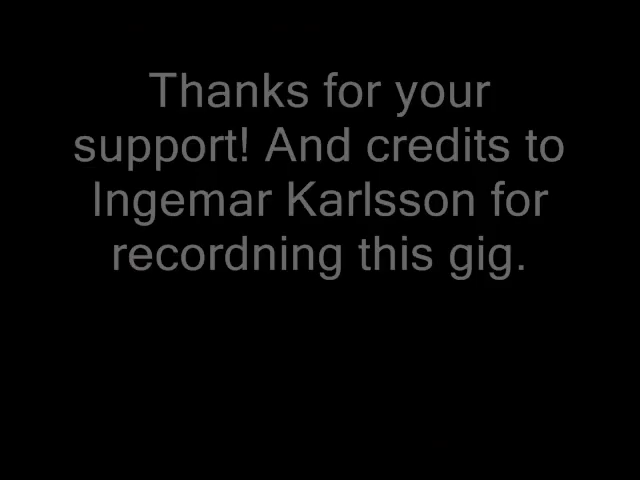 Thanks for your
support! And credits to
Ingemar Karlsson for
recordning this gig.